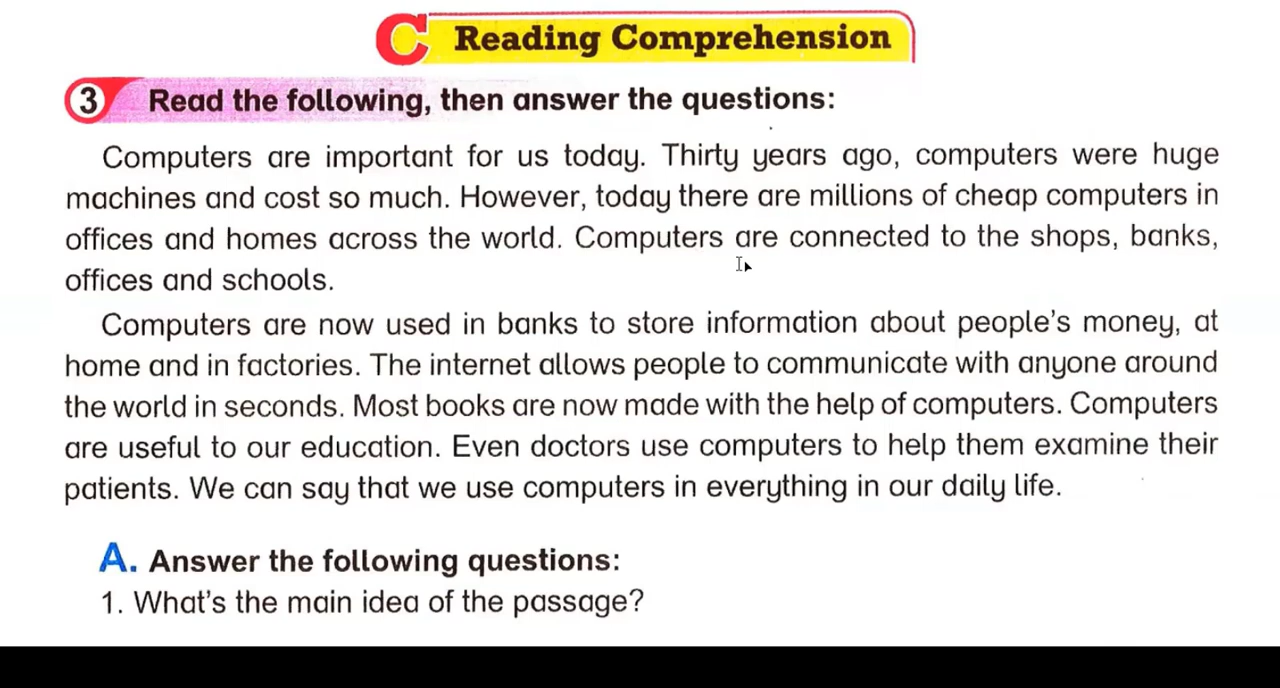 C Reading Comprehension
3 Read the following, then answer the questions:
Computers are important for us today. Thirty years ago, computers were huge
machines and cost so much. However, today there are millions of cheap computers in
offices and homes across the world. Computers are connected to the shops, banks,
offices and schools.
Computers are now used in banks to store information about people's money, at
home and in factories. The internet allows people to communicate with anyone around
the world in seconds. Most books are now made with the help of computers. Computers
are useful to our education. Even doctors use computers to help them examine their
patients. We can say that we use computers in everything in our daily life.
A. Answer the following questions:
1. What's the main idea of the passage?